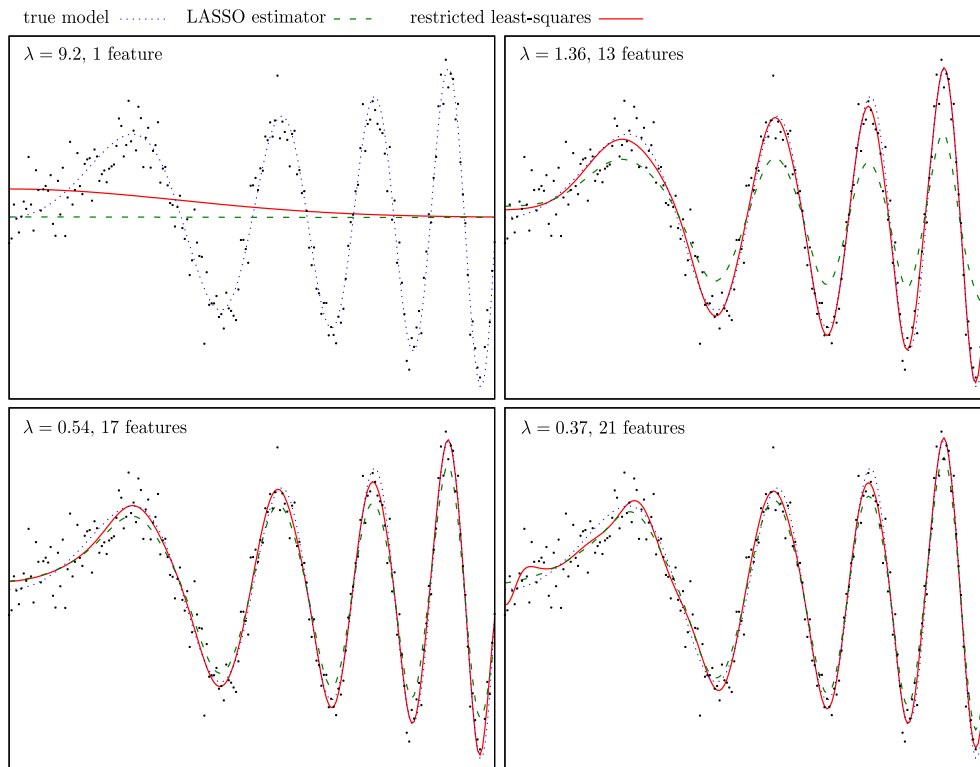 true model LASSO estimator restricted least-squares
λ = 9.2, 1 feature
λ = 1.36, 13 features
λ = 0.54, 17 features
λ = 0.37, 21 features